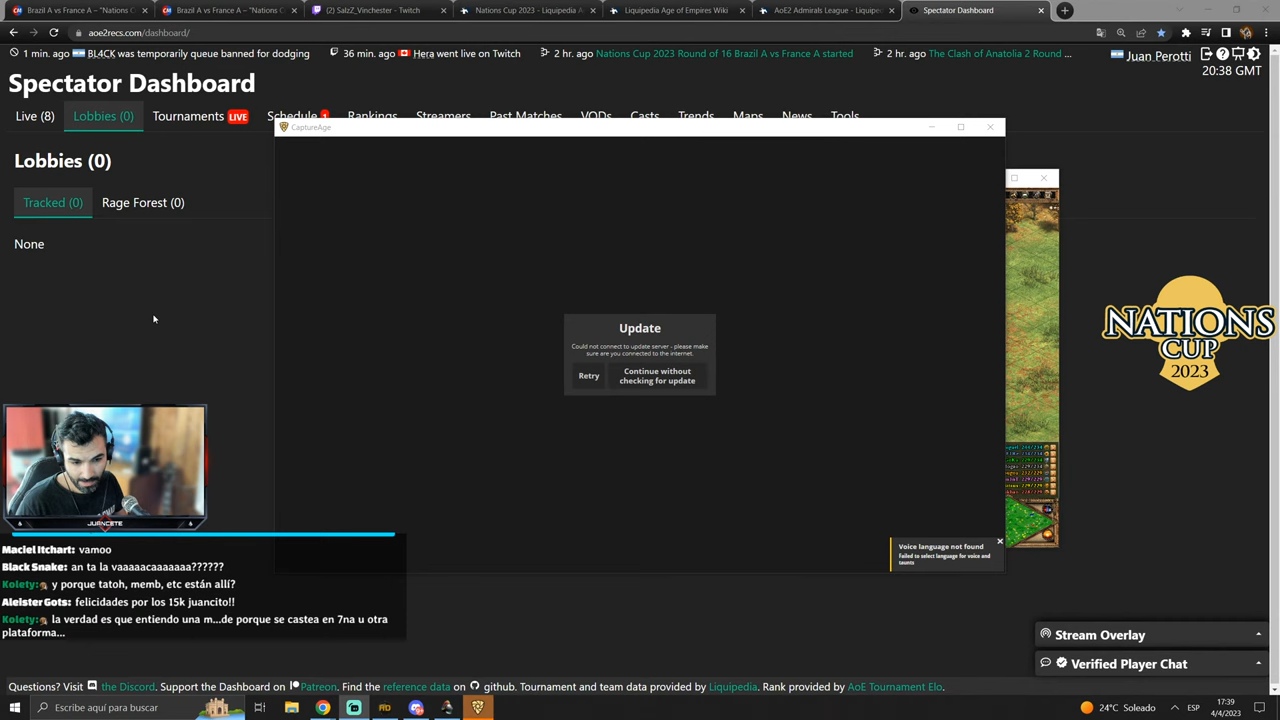 Brazil A vs France A – "Nations C
Brazil A vs France A – "Nations C
(2) SalzZ_Vinchester - Twitch
Nations Cup 2023 - Liquipedia A
Liquipedia Age of Empires Wiki
AoE2 Admirals League - Liquipe
Spectator Dashboard
aoe2recs.com/dashboard/
1 min. ago BL4CK was temporarily queue banned for dodging
36 min. ago Hera went live on Twitch
2 hr. ago Nations Cup 2023 Round of 16 Brazil A vs France A started
2 hr. ago The Clash of Anatolia 2 Round ...
Juan Perotti
20:38 GMT
Spectator Dashboard
Live (8) Lobbies (0) Tournaments LIVE Schedule 1 Rankings Streamers Past Matches VODs Casts Trends Maps News Tools
CaptureAge
Lobbies (0)
Tracked (0) Rage Forest (0)
None
Update
Could not connect to update server - please make
sure are you connected to the internet.
Retry
Continue without
checking for update
NATIONS
CUP
2023
JUANCETE
Voice language not found
Failed to select language for voice and
taunts
Maciel Itchart: vamoo
Black Snake: an ta la vaaaaacaaaaaaa??????
Kolety: y porque tatoh, memb, etc están allí?
Aleister Gots: felicidades por los 15k juancito!!
Kolety: la verdad es que entiendo una m...de porque se castea en 7na u otra
plataforma...
Stream Overlay
Verified Player Chat
Questions? Visit the Discord. Support the Dashboard on Patreon. Find the reference data on github. Tournament and team data provided by Liquipedia. Rank provided by AoE Tournament Elo.
Escribe aquí para buscar
24°C Soleado
ESP
17:39
4/4/2023